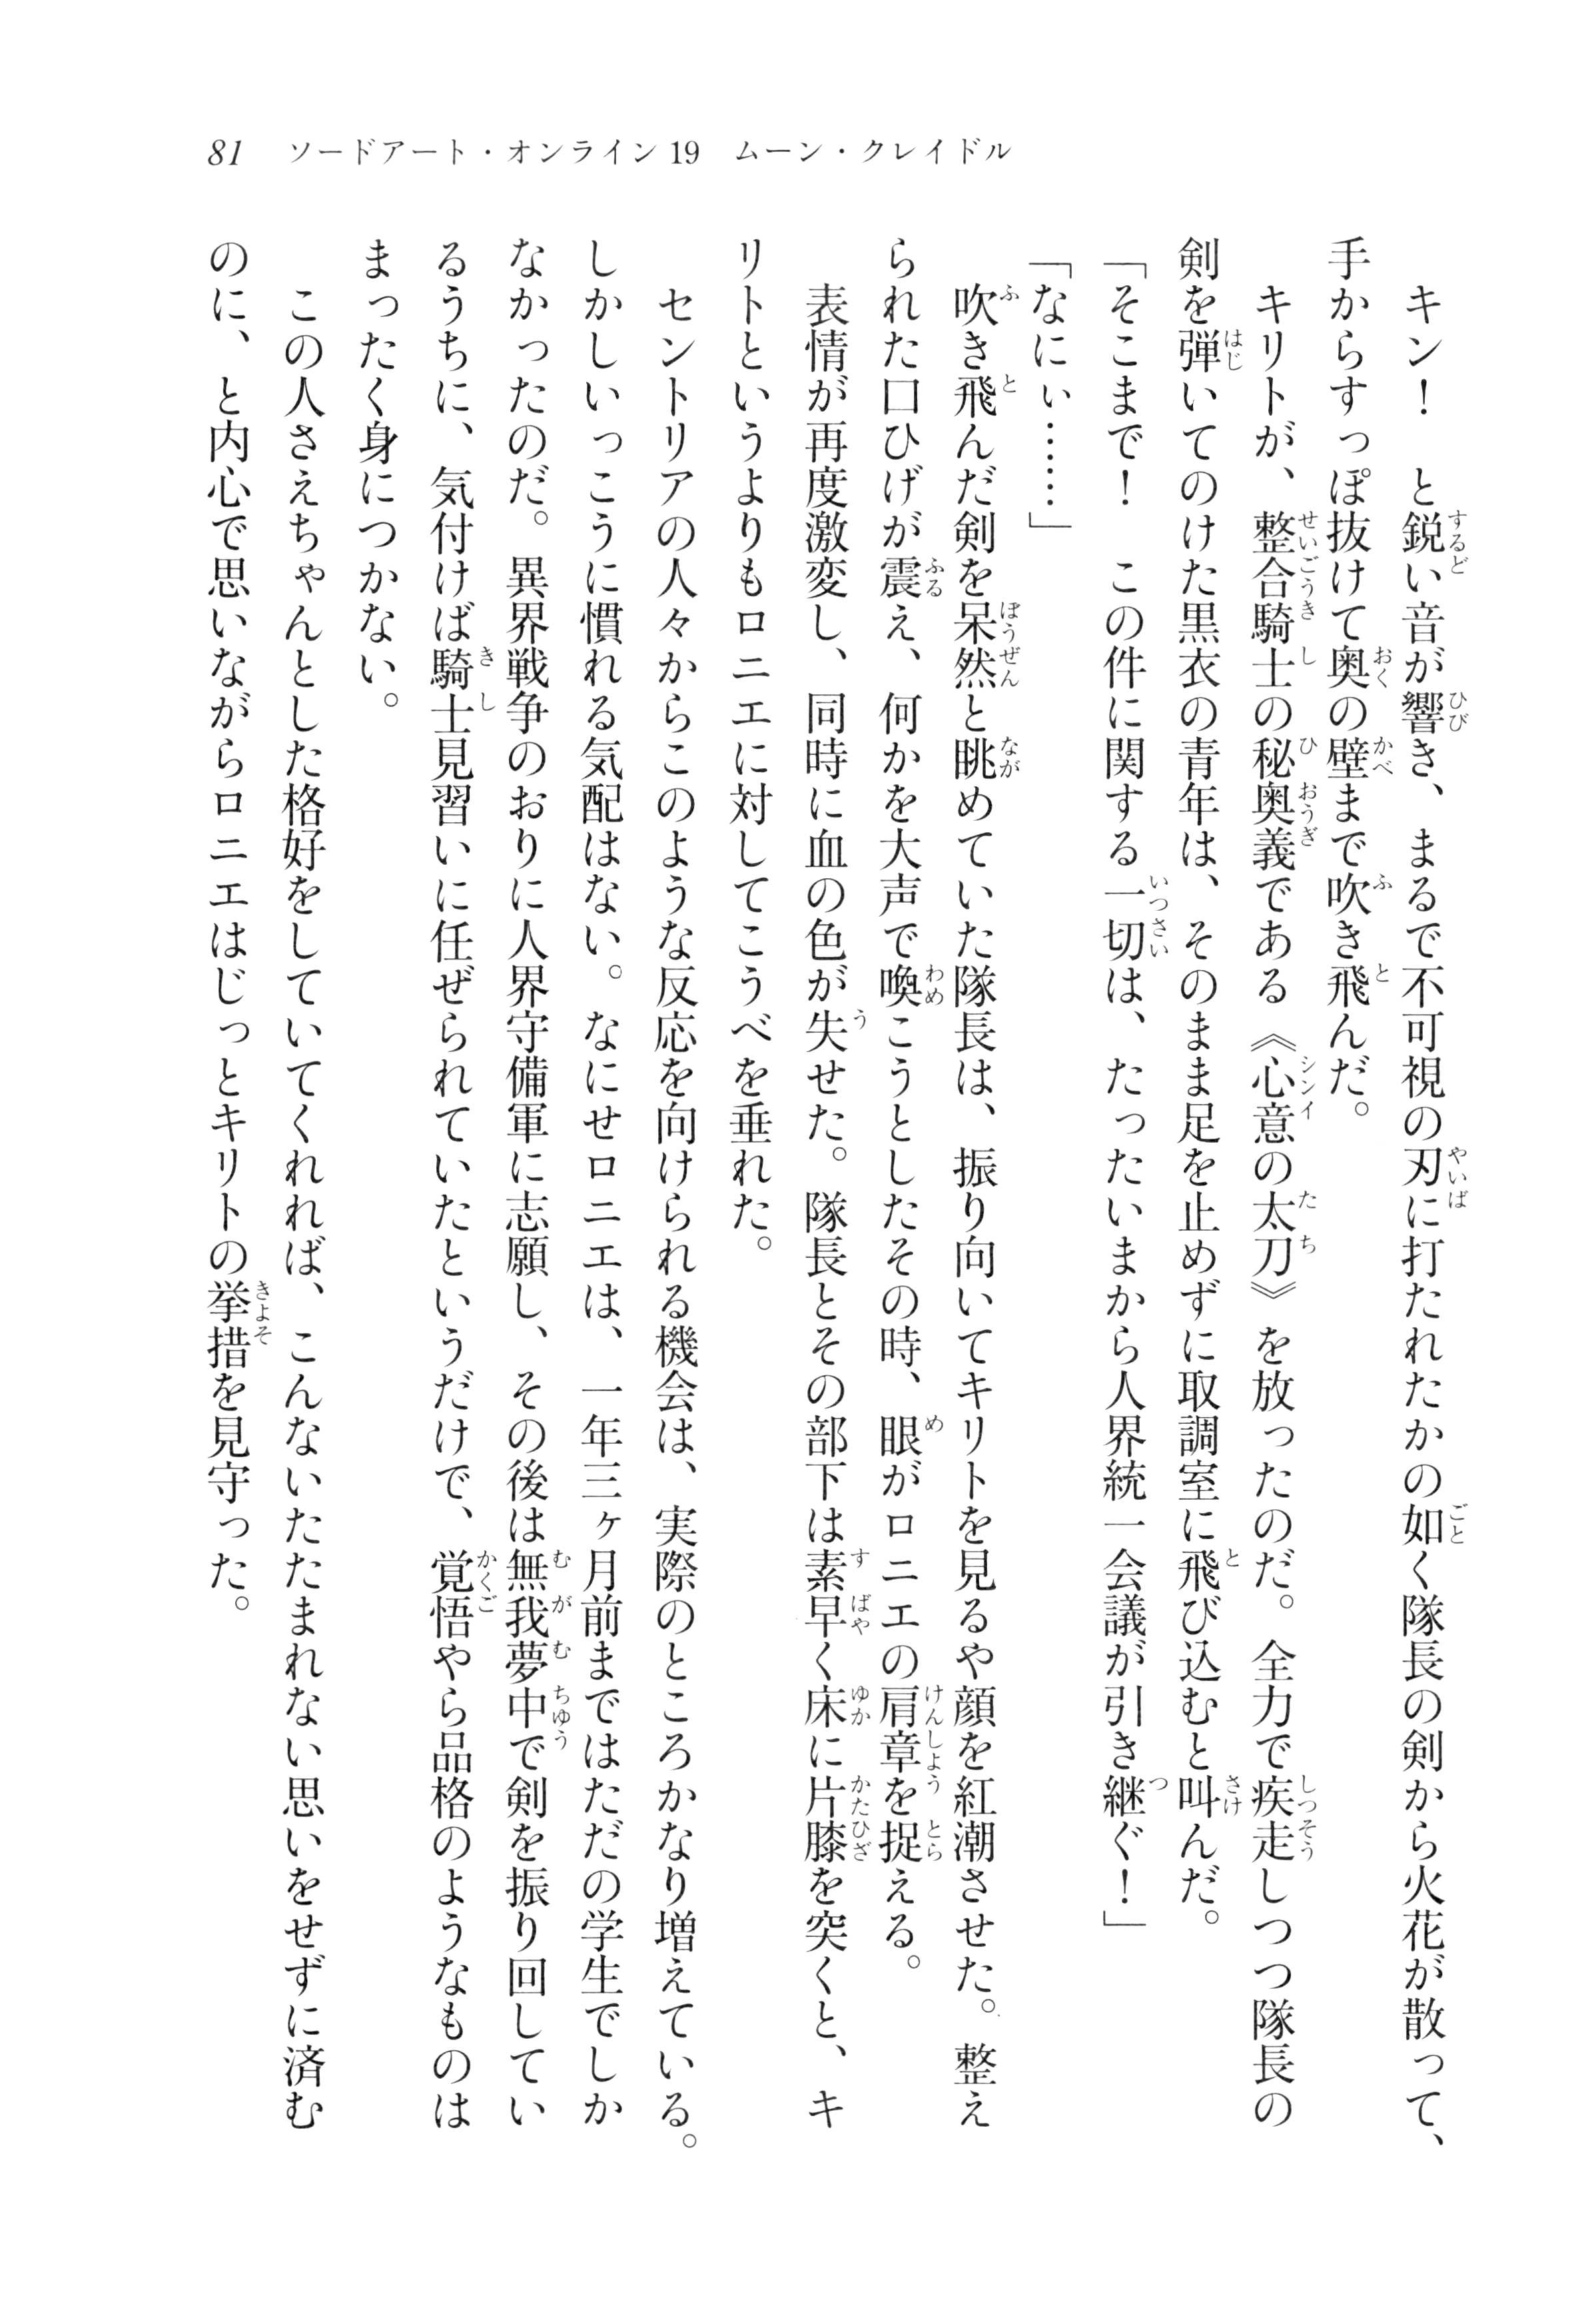 81　ソードアート・オンライン19　ムーン・クレイドル
　キン！　と鋭い音が響き、まるで不可視の刃に打たれたかの如く隊長の剣から火花が散って、
手からすっぽ抜けて奥の壁まで吹き飛んだ。
　キリトが、整合騎士の秘奥義である《心意の太刀》を放ったのだ。全力で疾走しつつ隊長の
剣を弾いてのけた黒衣の青年は、そのまま足を止めずに取調室に飛び込むと叫んだ。
「そこまで！　この件に関する一切は、たったいまから人界統一会議が引き継ぐ！」
「なにぃ……」
　吹き飛んだ剣を呆然と眺めていた隊長は、振り向いてキリトを見るや顔を紅潮させた。整え
られた口ひげが震え、何かを大声で喚こうとしたその時、眼がロニエの肩章を捉える。
　表情が再度激変し、同時に血の色が失せた。隊長とその部下は素早く床に片膝を突くと、キ
リトというよりもロニエに対してこうべを垂れた。
　セントリアの人々からこのような反応を向けられる機会は、実際のところかなり増えている。
しかしいっこうに慣れる気配はない。なにせロニエは、一年三ヶ月前まではただの学生でしか
なかったのだ。異界戦争のおりに人界守備軍に志願し、その後は無我夢中で剣を振り回してい
るうちに、気付けば騎士見習いに任ぜられていたというだけで、覚悟やら品格のようなものは
まったく身につかない。
　この人さえちゃんとした格好をしていてくれれば、こんないたたまれない思いをせずに済む
のに、と内心で思いながらロニエはじっとキリトの挙措を見守った。